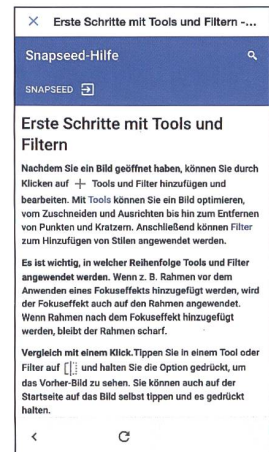 Erste Schritte mit Tools und Filtern -...
Snapseed-Hilfe
SNAPSEED
Erste Schritte mit Tools und
Filtern
Nachdem Sie ein Bild geöffnet haben, können Sie durch
Klicken auf + Tools und Filter hinzufügen und
bearbeiten. Mit Tools können Sie ein Bild optimieren,
vom Zuschneiden und Ausrichten bis hin zum Entfernen
von Punkten und Kratzern. Anschließend können Filter
zum Hinzufügen von Stilen angewendet werden.
Es ist wichtig, in welcher Reihenfolge Tools und Filter
angewendet werden. Wenn z. B. Rahmen vor dem
Anwenden eines Fokuseffekts hinzugefügt werden, wird
der Fokuseffekt auch auf den Rahmen angewendet.
Wenn Rahmen nach dem Fokuseffekt hinzugefügt
werden, bleibt der Rahmen scharf.
Vergleich mit einem Klick.Tippen Sie in einem Tool oder
Filter auf und halten Sie die Option gedrückt, um
das Vorher-Bild zu sehen. Sie können auch auf der
Startseite auf das Bild selbst tippen und es gedrückt
halten.